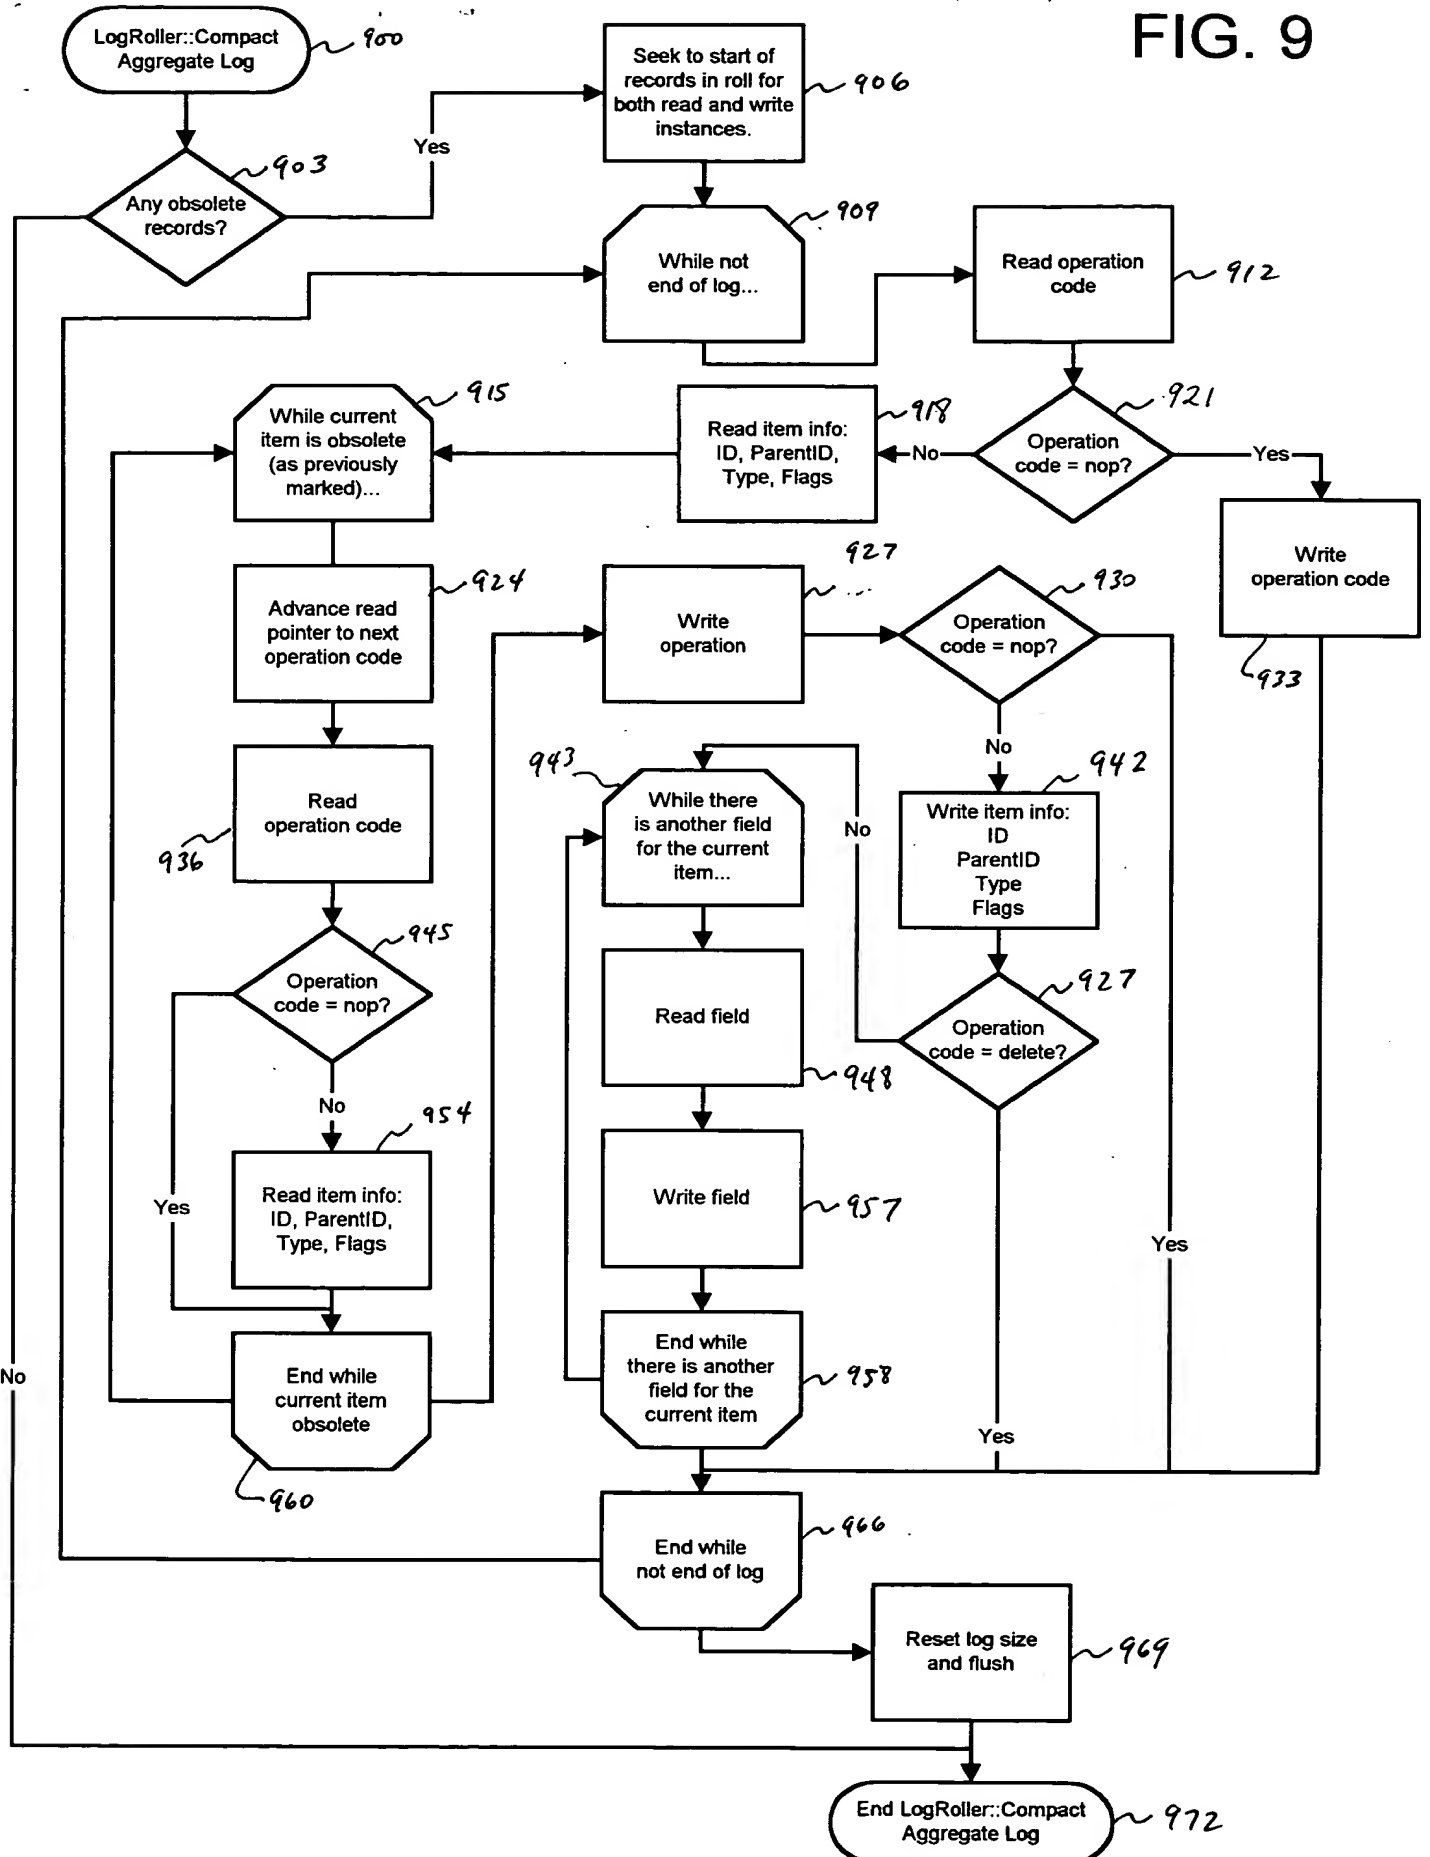 FIG. 9
LogRoller::Compact
Aggregate Log
900
Seek to start of
records in roll for
both read and write
instances.
906
Yes
903
Any obsolete
records?
909
While not
end of log...
Read operation
code
912
915
While current
item is obsolete
(as previously
marked)...
918
Read item info:
ID, ParentID,
Type, Flags
No
921
Operation
code = nop?
Yes
Write
operation code
933
924
Advance read
pointer to next
operation code
927
...
Write
operation
930
Operation
code = nop?
No
Read
operation code
936
943
While there
is another field
for the current
item...
No
942
Write item info:
ID
ParentID
Type
Flags
945
Operation
code = nop?
No
Yes
Read field
948
927
Operation
code = delete?
Yes
Yes
954
Read item info:
ID, ParentID,
Type, Flags
Write field
957
No
End while
current item
obsolete
960
End while
there is another
field for the
current item
958
End while
not end of log
966
Reset log size
and flush
969
End LogRoller::Compact
Aggregate Log
972